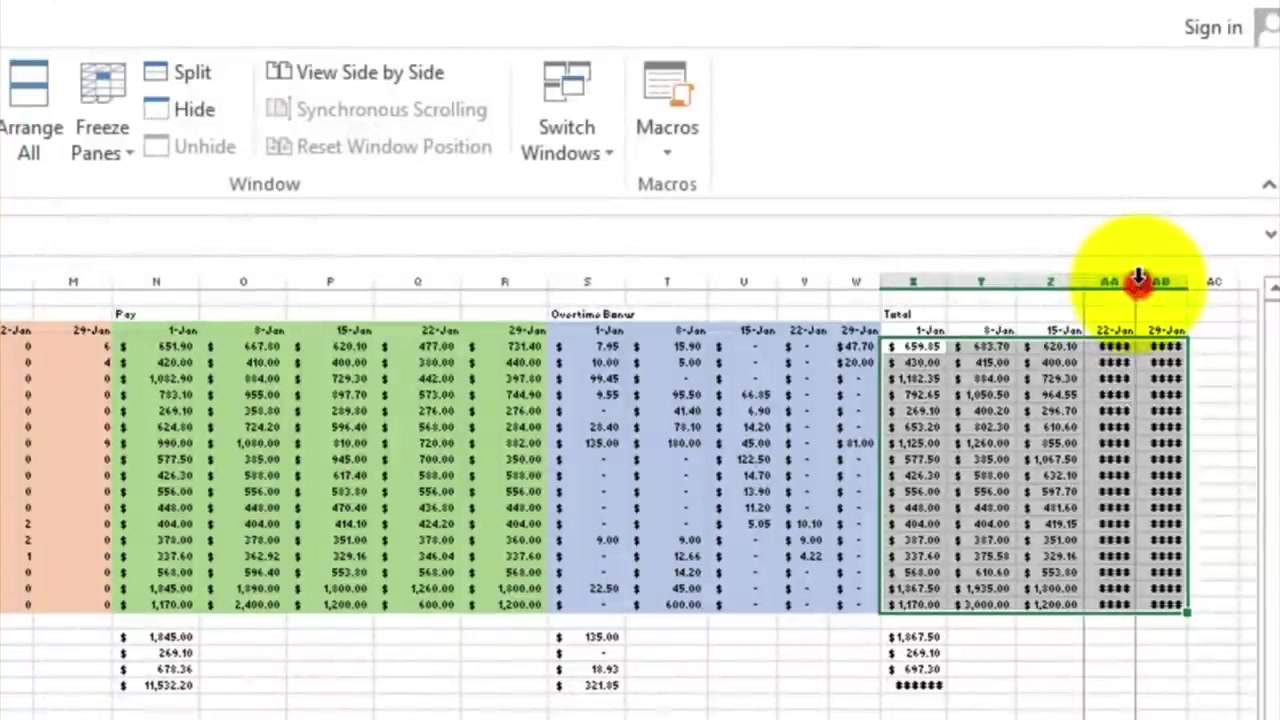 Sign in
Split
View Side by Side
Hide
Synchronous Scrolling
Arrange All
Freeze Panes
Unhide
Reset Window Position
Switch Windows
Macros
Window
Macros
M N O P Q R S T U V W X Y Z AA AB AC
Pay Overtime Bonus Total
2-Jan 29-Jan 1-Jan 8-Jan 15-Jan 22-Jan 29-Jan 1-Jan 8-Jan 15-Jan 22-Jan 29-Jan 1-Jan 8-Jan 15-Jan 22-Jan 29-Jan
0 6 $ 651.90 $ 667.80 $ 620.10 $ 477.00 $ 731.40 $ 7.95 $ 15.90 $ - $ - $47.70 $ 659.85 $ 683.70 $ 620.10 #### ####
0 4 $ 420.00 $ 410.00 $ 400.00 $ 380.00 $ 440.00 $ 10.00 $ 5.00 $ - $ - $20.00 $ 430.00 $ 415.00 $ 400.00 #### ####
0 0 $ 1,082.90 $ 884.00 $ 729.30 $ 442.00 $ 397.80 $ 99.45 $ - $ - $ - $ - $ 1,182.35 $ 884.00 $ 729.30 #### ####
0 0 $ 783.10 $ 955.00 $ 897.70 $ 573.00 $ 744.90 $ 9.55 $ 95.50 $ 66.85 $ - $ - $ 792.65 $ 1,050.50 $ 964.55 #### ####
0 0 $ 269.10 $ 358.80 $ 289.80 $ 276.00 $ 276.00 $ - $ 41.40 $ 6.90 $ - $ - $ 269.10 $ 400.20 $ 296.70 #### ####
0 0 $ 624.80 $ 724.20 $ 596.40 $ 568.00 $ 284.00 $ 28.40 $ 78.10 $ 14.20 $ - $ - $ 653.20 $ 802.30 $ 610.60 #### ####
0 9 $ 990.00 $ 1,080.00 $ 810.00 $ 720.00 $ 882.00 $ 135.00 $ 180.00 $ 45.00 $ - $ 81.00 $ 1,125.00 $ 1,260.00 $ 855.00 #### ####
0 0 $ 577.50 $ 385.00 $ 945.00 $ 700.00 $ 350.00 $ - $ - $ 122.50 $ - $ - $ 577.50 $ 385.00 $ 1,067.50 #### ####
0 0 $ 426.30 $ 588.00 $ 617.40 $ 588.00 $ 588.00 $ - $ - $ 14.70 $ - $ - $ 426.30 $ 588.00 $ 632.10 #### ####
0 0 $ 556.00 $ 556.00 $ 583.80 $ 556.00 $ 556.00 $ - $ - $ 13.90 $ - $ - $ 556.00 $ 556.00 $ 597.70 #### ####
0 0 $ 448.00 $ 448.00 $ 470.40 $ 436.80 $ 448.00 $ - $ - $ 11.20 $ - $ - $ 448.00 $ 448.00 $ 481.60 #### ####
2 0 $ 404.00 $ 404.00 $ 414.10 $ 424.20 $ 404.00 $ - $ - $ 5.05 $ 10.10 $ - $ 404.00 $ 404.00 $ 419.15 #### ####
2 0 $ 378.00 $ 378.00 $ 351.00 $ 378.00 $ 360.00 $ 9.00 $ 9.00 $ - $ 9.00 $ - $ 387.00 $ 387.00 $ 351.00 #### ####
1 0 $ 337.60 $ 362.92 $ 329.16 $ 346.04 $ 337.60 $ - $ 12.66 $ - $ 4.22 $ - $ 337.60 $ 375.58 $ 329.16 #### ####
0 0 $ 568.00 $ 596.40 $ 553.80 $ 568.00 $ 568.00 $ - $ 14.20 $ - $ - $ - $ 568.00 $ 610.60 $ 553.80 #### ####
0 0 $ 1,845.00 $ 1,890.00 $ 1,800.00 $ 1,260.00 $ 1,800.00 $ 22.50 $ 45.00 $ - $ - $ - $ 1,867.50 $ 1,935.00 $ 1,800.00 #### ####
0 0 $ 1,170.00 $ 2,400.00 $ 1,200.00 $ 600.00 $ 1,200.00 $ - $ 600.00 $ - $ - $ - $ 1,170.00 $ 3,000.00 $ 1,200.00 #### ####
$ 1,845.00 $ 135.00 $1,867.50
$ 269.10 $ - $ 269.10
$ 678.36 $ 18.93 $ 697.30
$ 11,532.20 $ 321.85 ######